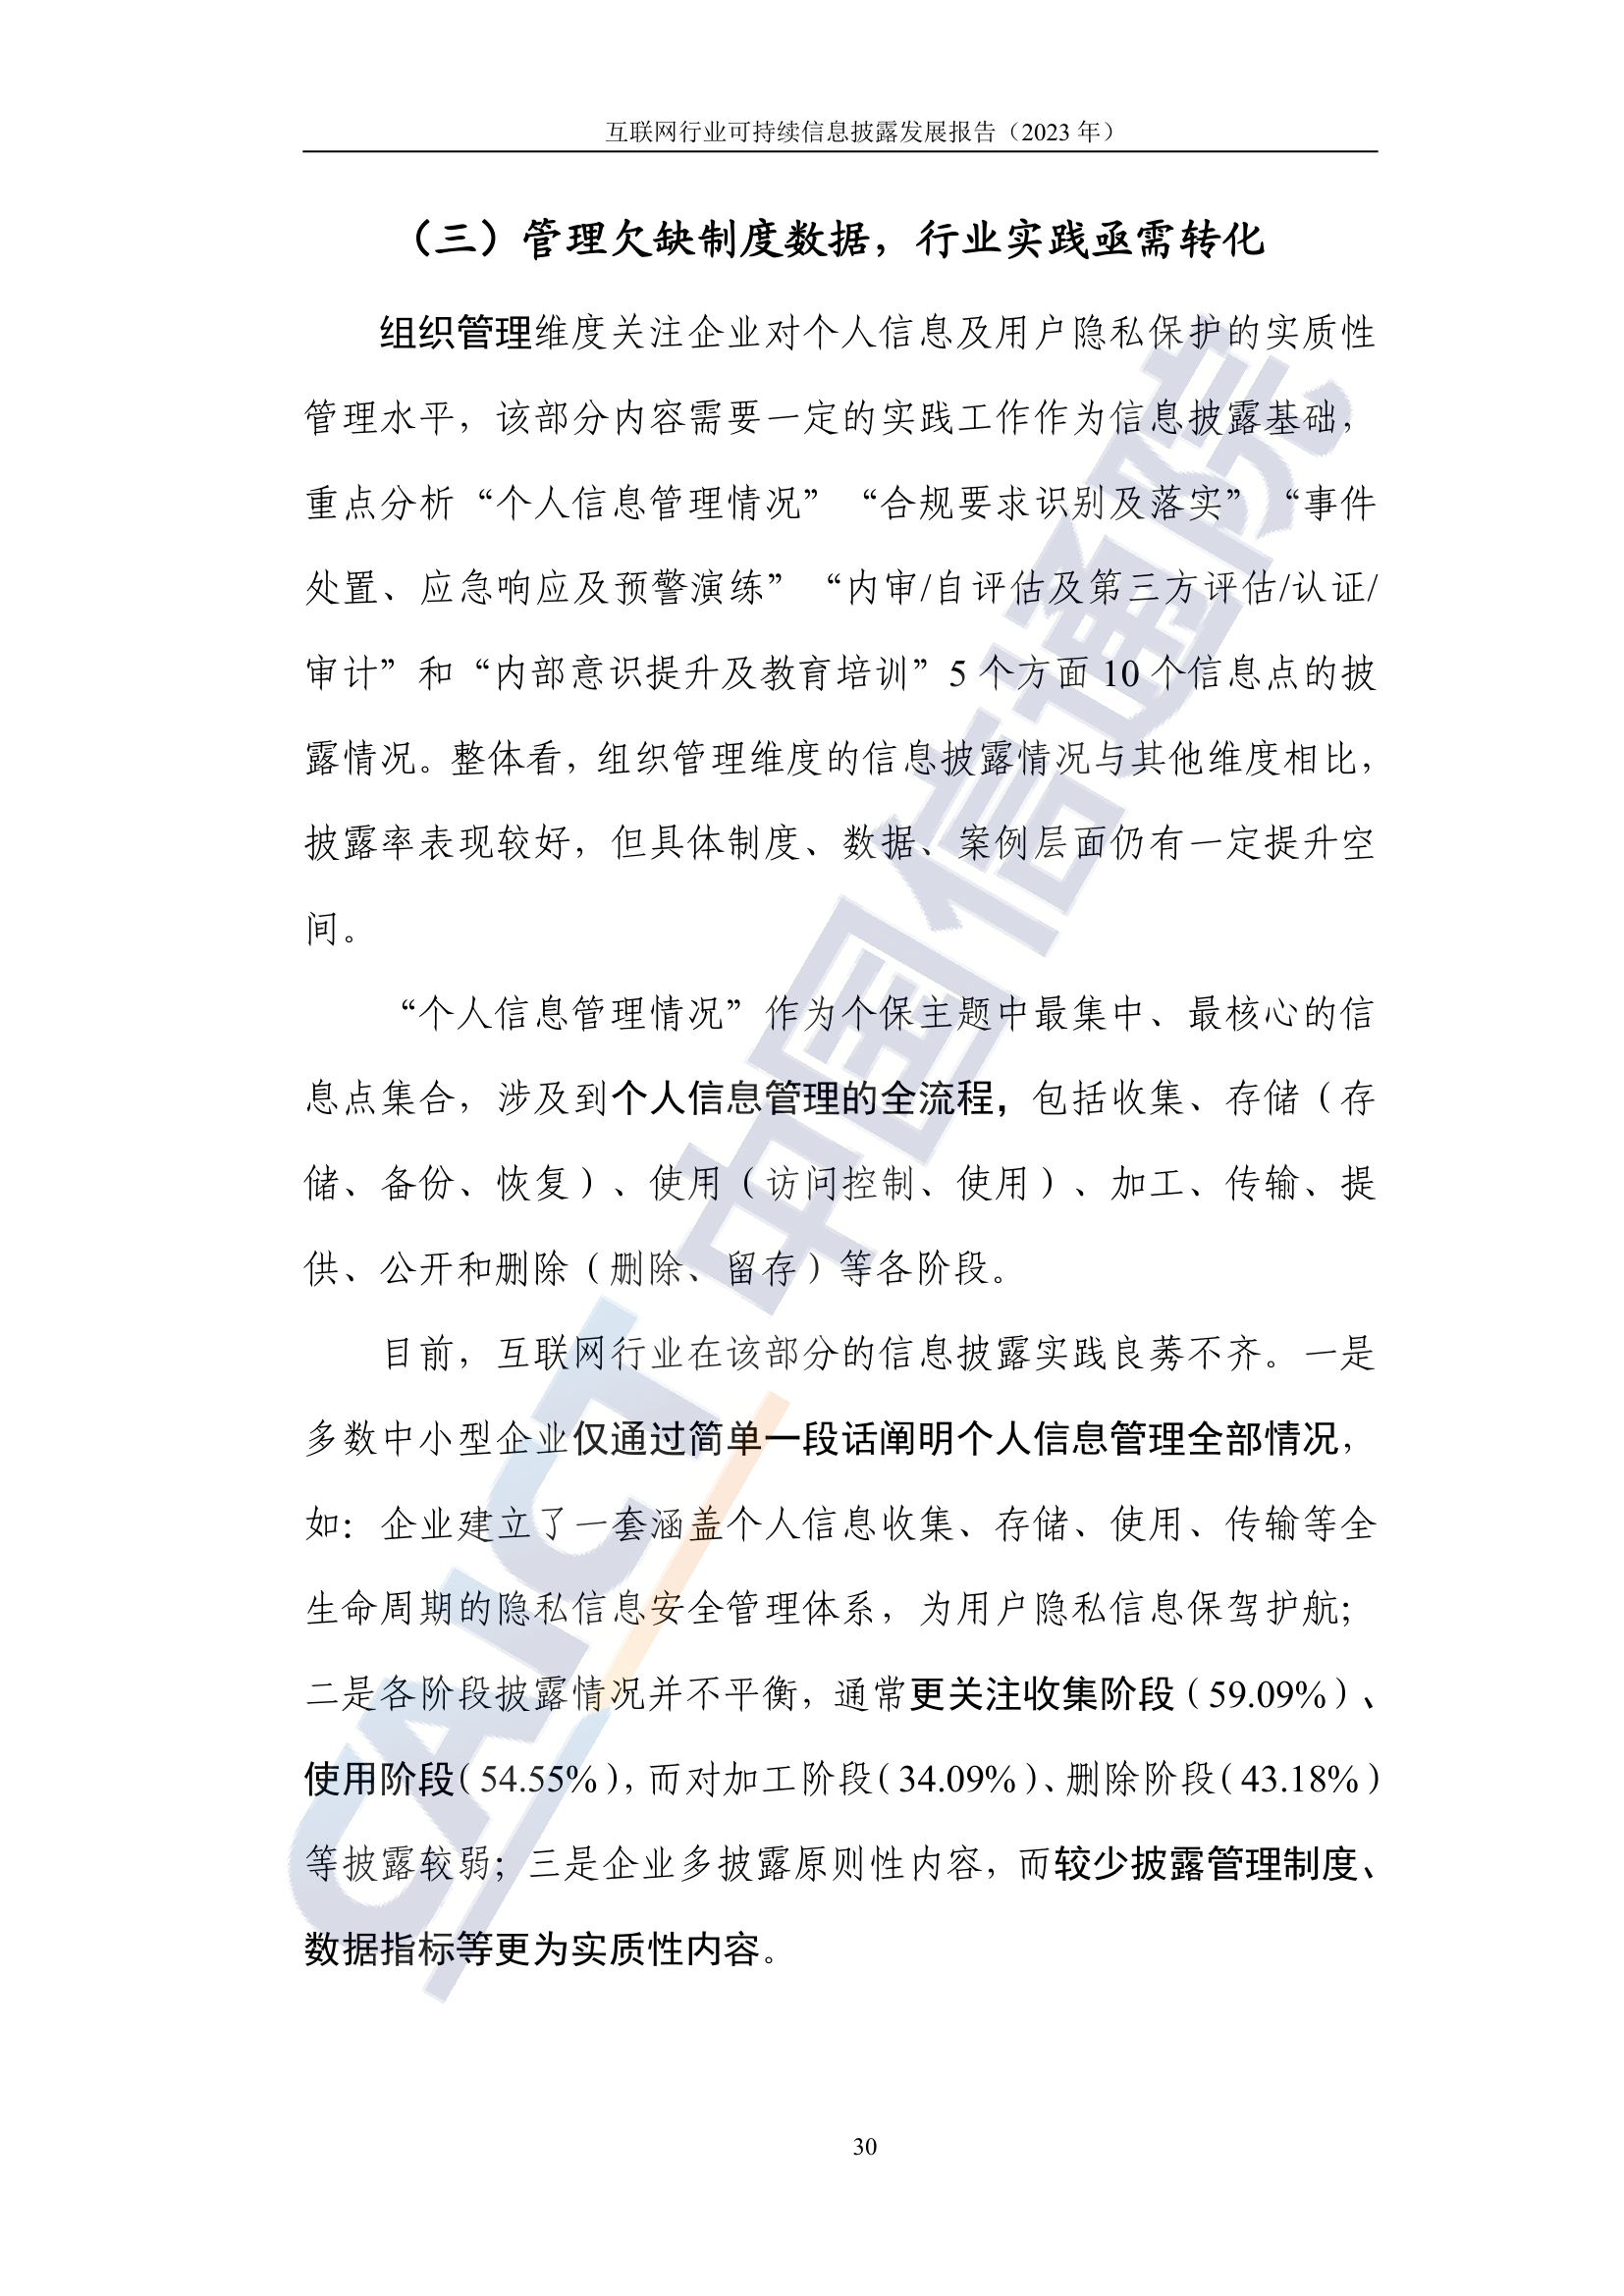 互联网行业可持续信息披露发展报告（2023 年）
（三）管理欠缺制度数据，行业实践亟需转化
组织管理维度关注企业对个人信息及用户隐私保护的实质性
管理水平，该部分内容需要一定的实践工作作为信息披露基础，
重点分析“个人信息管理情况”“合规要求识别及落实”“事件
处置、应急响应及预警演练”“内审/自评估及第三方评估/认证/
审计”和“内部意识提升及教育培训”5 个方面 10 个信息点的披
露情况。整体看，组织管理维度的信息披露情况与其他维度相比，
披露率表现较好，但具体制度、数据、案例层面仍有一定提升空
间。
“个人信息管理情况”作为个保主题中最集中、最核心的信
息点集合，涉及到个人信息管理的全流程，包括收集、存储（存
储、备份、恢复）、使用（访问控制、使用）、加工、传输、提
供、公开和删除（删除、留存）等各阶段。
目前，互联网行业在该部分的信息披露实践良莠不齐。一是
多数中小型企业仅通过简单一段话阐明个人信息管理全部情况，
如：企业建立了一套涵盖个人信息收集、存储、使用、传输等全
生命周期的隐私信息安全管理体系，为用户隐私信息保驾护航；
二是各阶段披露情况并不平衡，通常更关注收集阶段（59.09%）、
使用阶段（54.55%），而对加工阶段（34.09%）、删除阶段（43.18%）
等披露较弱；三是企业多披露原则性内容，而较少披露管理制度、
数据指标等更为实质性内容。
CAICT 中国信通院
30